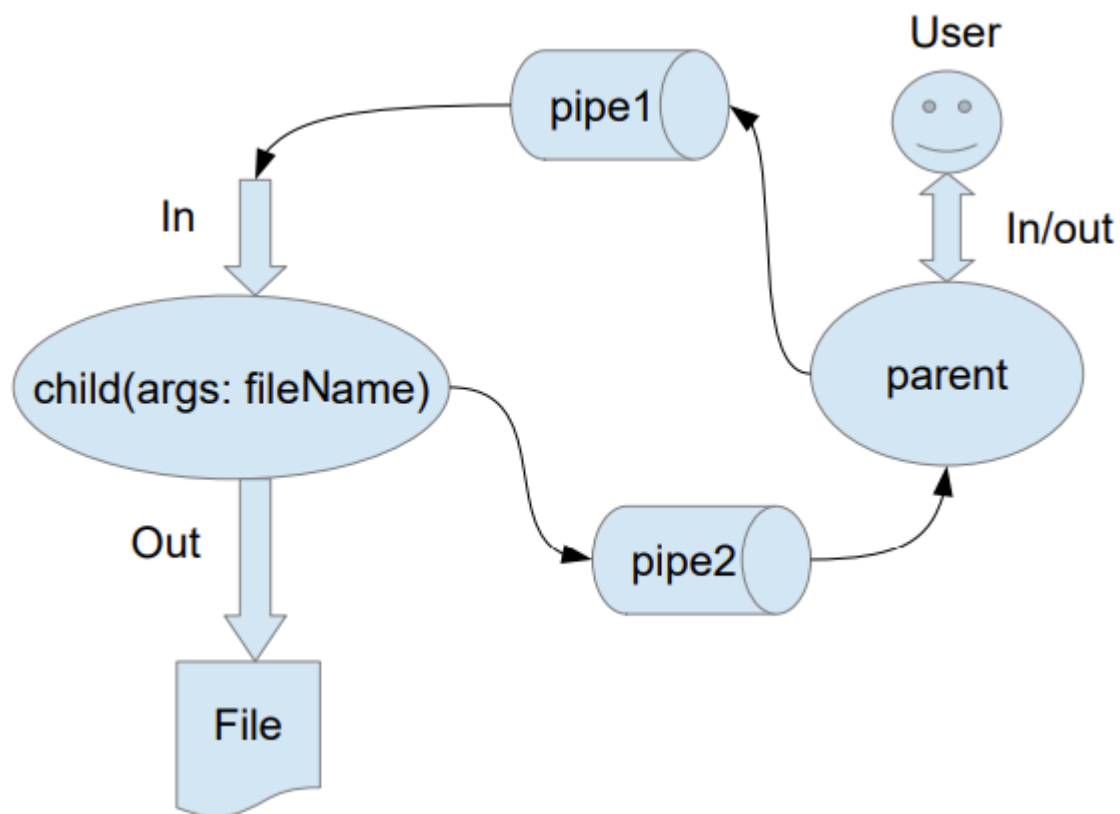 User
pipe1
In
In/out
child(args: fileName)
parent
Out
pipe2
File